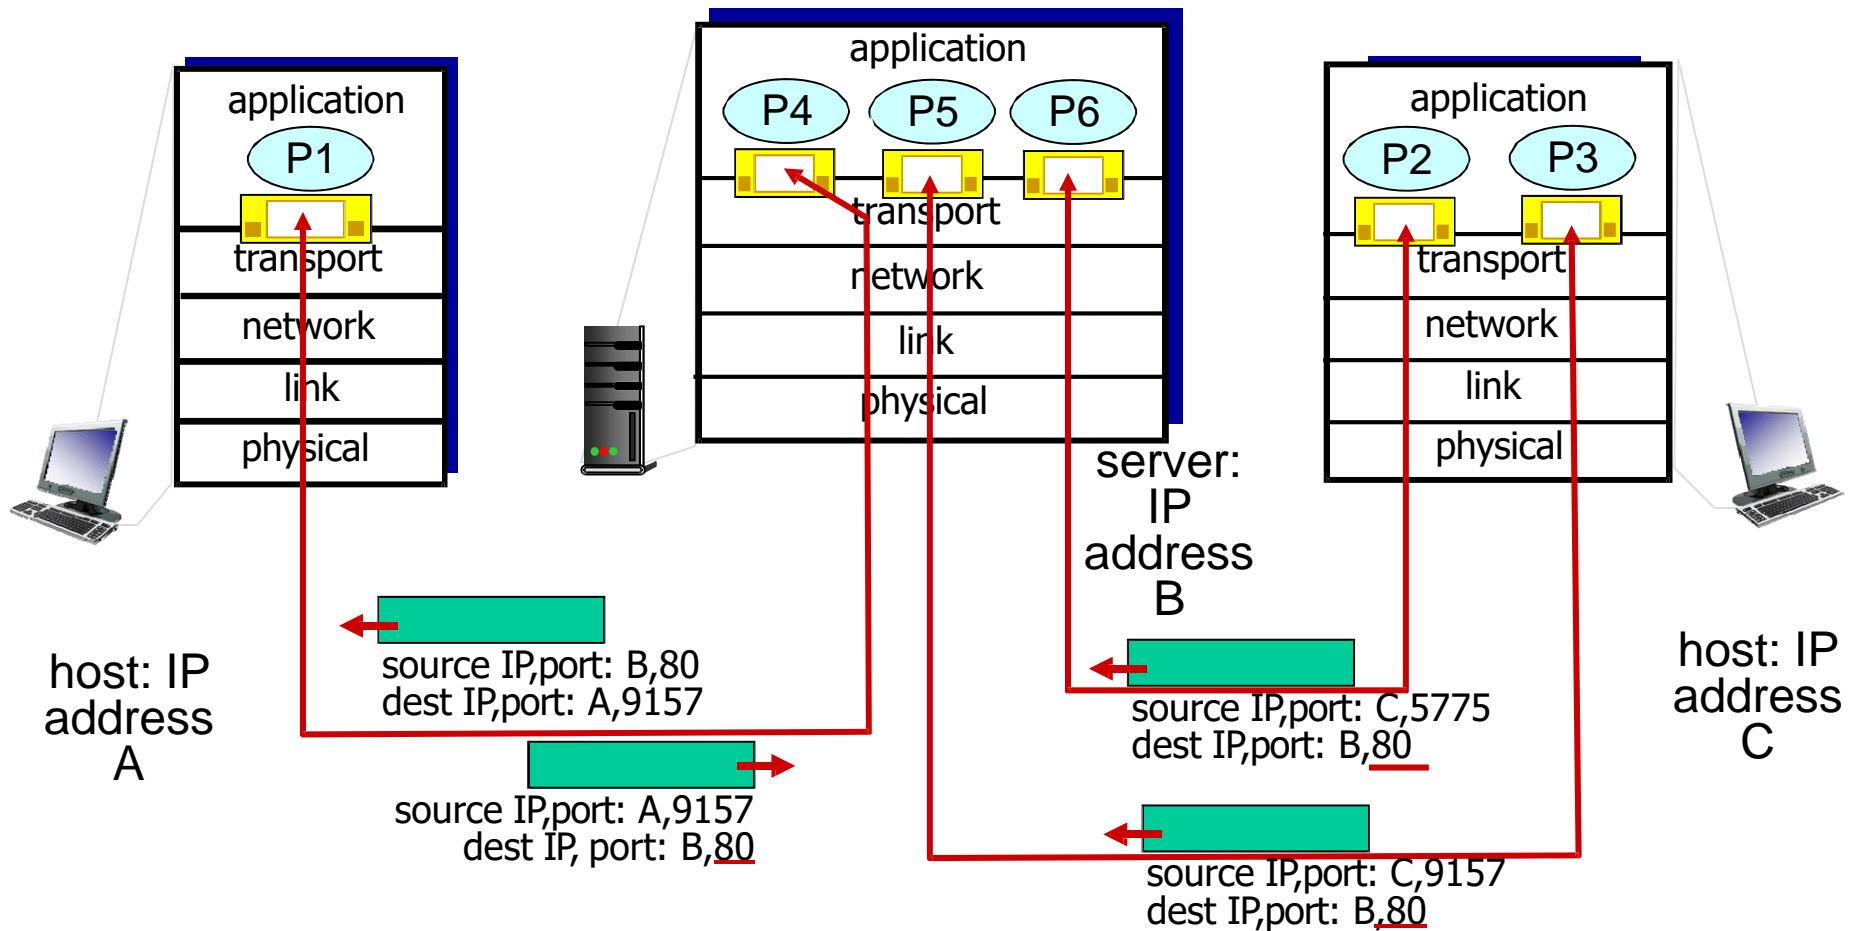 application
P1
transport
network
link
physical
host: IP
address
A
application
P4 P5 P6
transport
network
link
physical
server:
IP
address
B
application
P2 P3
transport
network
link
physical
host: IP
address
C
source IP,port: B,80
dest IP,port: A,9157
source IP,port: A,9157
dest IP, port: B,80
source IP,port: C,5775
dest IP,port: B,80
source IP,port: C,9157
dest IP,port: B,80